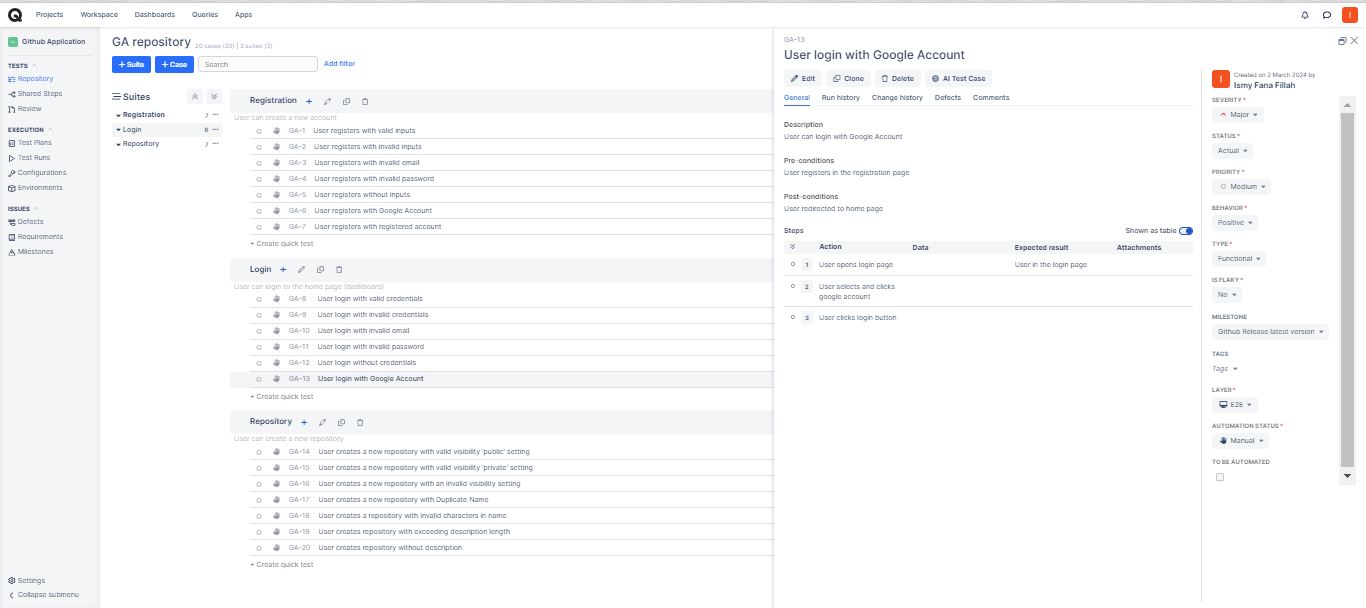 Projects Workspace Dashboards Queries Apps
Github Application
TESTS
Repository
Shared Steps
Review
EXECUTION
Test Plans
Test Runs
Configurations
Environments
ISSUES
Defects
Requirements
Milestones
Settings
Collapse submenu
GA repository 20 cases (20) | 3 suites (3)
+ Suite + Case Search Add filter
Suites
Registration 7
Login 6
Repository 7
Registration
User can create a new account
GA-1 User registers with valid inputs
GA-2 User registers with invalid inputs
GA-3 User registers with invalid email
GA-4 User registers with invalid password
GA-5 User registers without inputs
GA-6 User registers with Google Account
GA-7 User registers with registered account
+ Create quick test
Login
User can login to the home page (dashboard)
GA-8 User login with valid credentials
GA-9 User login with invalid credentials
GA-10 User login with invalid email
GA-11 User login with invalid password
GA-12 User login without credentials
GA-13 User login with Google Account
+ Create quick test
Repository
User can create a new repository
GA-14 User creates a new repository with valid visibility 'public' setting
GA-15 User creates a new repository with valid visibility 'private' setting
GA-16 User creates a new repository with an invalid visibility setting
GA-17 User creates a new repository with Duplicate Name
GA-18 User creates a repository with invalid characters in name
GA-19 User creates repository with exceeding description length
GA-20 User creates repository without description
+ Create quick test
GA-13
User login with Google Account
Edit Clone Delete AI Test Case
General Run history Change history Defects Comments
Description
User can login with Google Account
Pre-conditions
User registers in the registration page
Post-conditions
User redirected to home page
Steps Shown as table
Action Data Expected result Attachments
1 User opens login page User in the login page
2 User selects and clicks
google account
3 User clicks login button
I
I
Created on 2 March 2024 by
Ismy Fana Fillah
SEVERITY *
Major
STATUS *
Actual
PRIORITY *
Medium
BEHAVIOR *
Positive
TYPE *
Functional
IS FLAKY *
No
MILESTONE
Github Release latest version
TAGS
Tags
LAYER *
E2E
AUTOMATION STATUS *
Manual
TO BE AUTOMATED